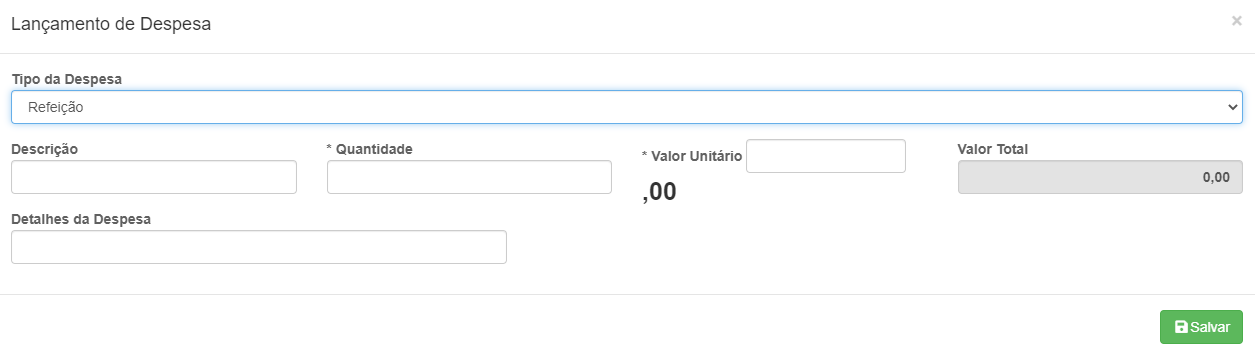 Lançamento de Despesa ×
Tipo da Despesa
Refeição
Descrição * Quantidade * Valor Unitário Valor Total
,00 0,00
Detalhes da Despesa
Salvar